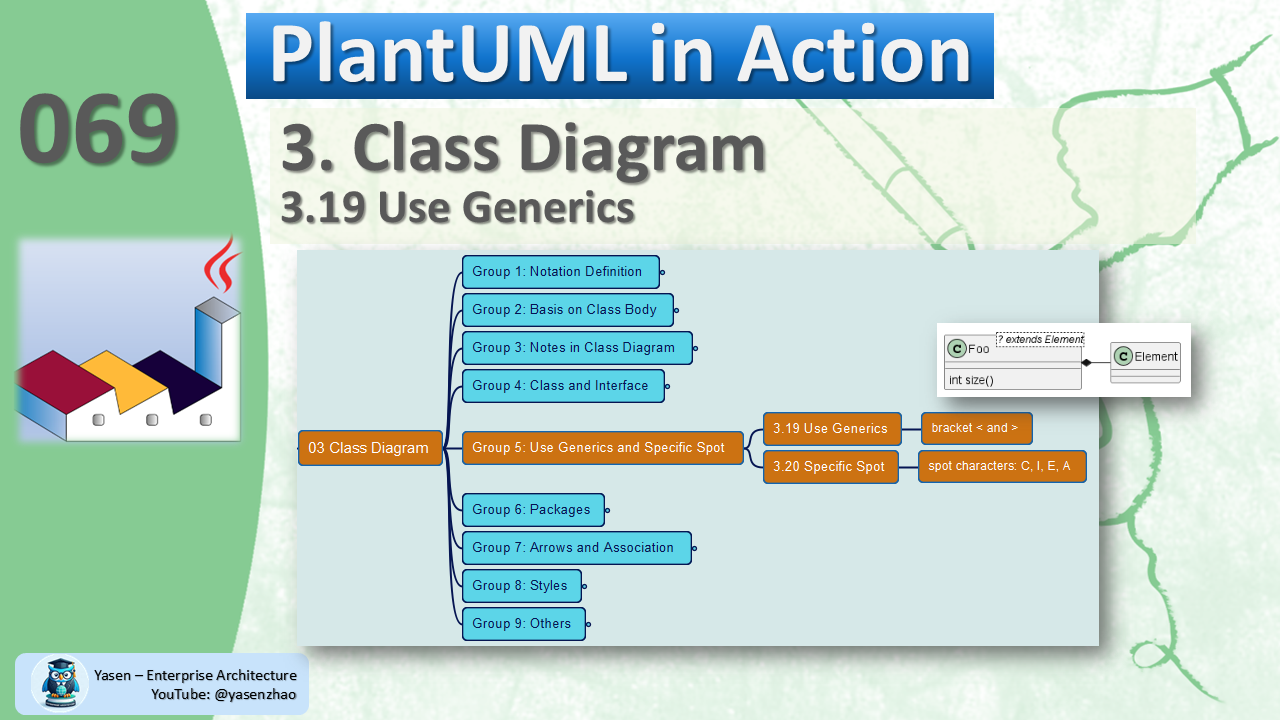 PlantUML in Action
069
3. Class Diagram
3.19 Use Generics
Group 1: Notation Definition
Group 2: Basis on Class Body
Group 3: Notes in Class Diagram
Group 4: Class and Interface
C Foo
? extends Element
int size()
C Element
03 Class Diagram
Group 5: Use Generics and Specific Spot
3.19 Use Generics
bracket < and >
3.20 Specific Spot
spot characters: C, I, E, A
Group 6: Packages
Group 7: Arrows and Association
Group 8: Styles
Group 9: Others
Yasen – Enterprise Architecture
YouTube: @yasenzhao